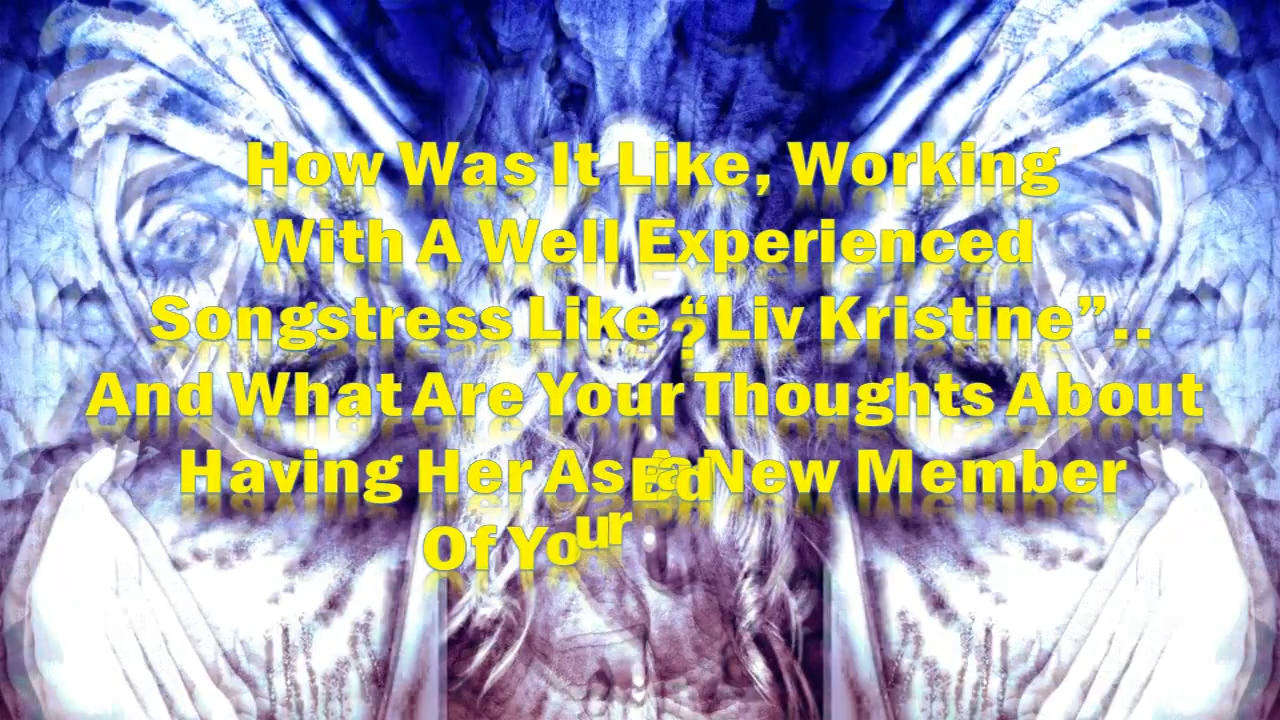 How Was It Like, Working
With A Well Experienced
Songstress Like “Liv Kristine”..
And What Are Your Thoughts About
Having Her As New Member
Of Your